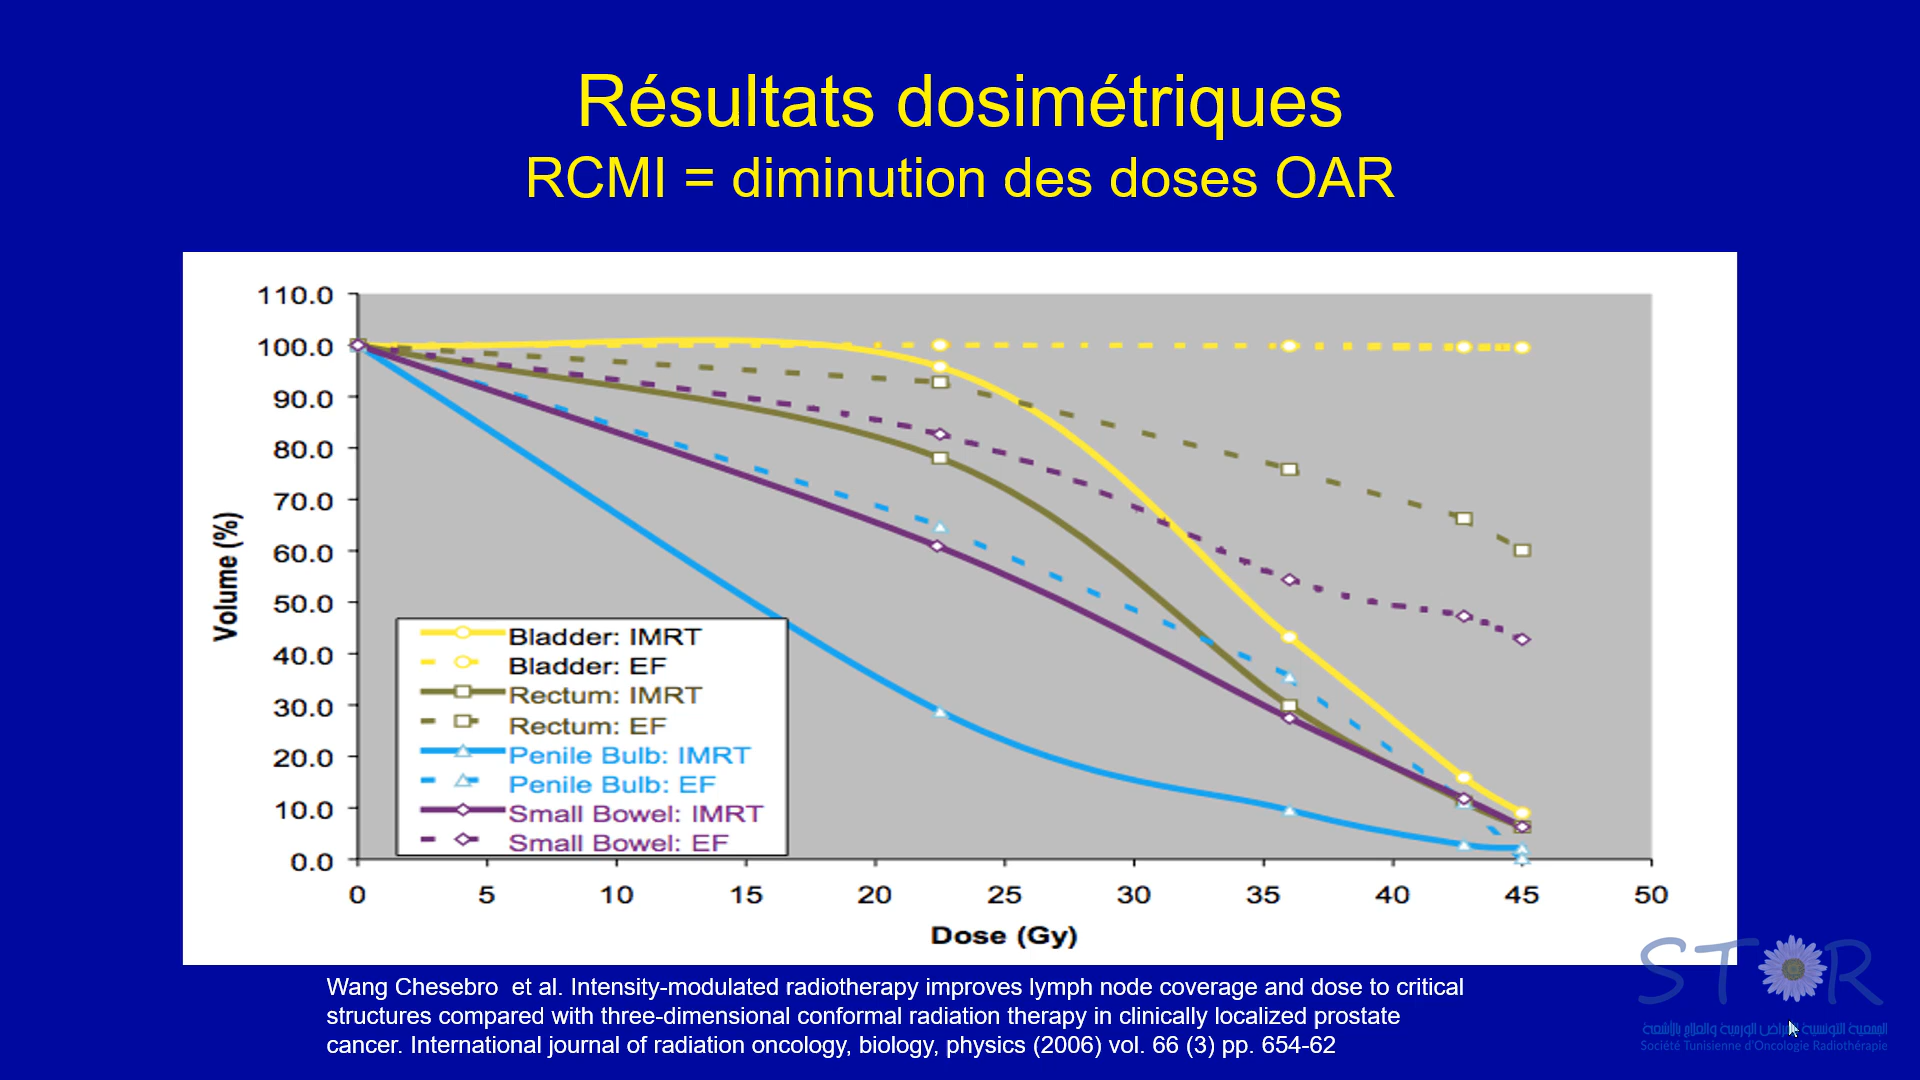 Résultats dosimétriques
RCMI = diminution des doses OAR
110.0
100.0
90.0
80.0
70.0
60.0
50.0
40.0
30.0
20.0
10.0
0.0
Volume (%)
Bladder: IMRT
Bladder: EF
Rectum: IMRT
Rectum: EF
Penile Bulb: IMRT
Penile Bulb: EF
Small Bowel: IMRT
Small Bowel: EF
0 5 10 15 20 25 30 35 40 45 50
Dose (Gy)
Wang Chesebro et al. Intensity-modulated radiotherapy improves lymph node coverage and dose to critical
structures compared with three-dimensional conformal radiation therapy in clinically localized prostate
cancer. International journal of radiation oncology, biology, physics (2006) vol. 66 (3) pp. 654-62
STOR
Société Tunisienne d'Oncologie Radiothérapie